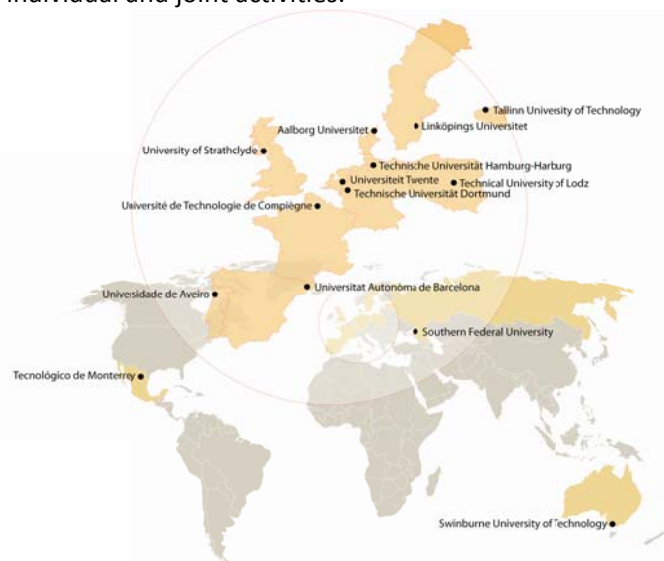 individual and joint activities.
Tallinn University of Technology
Aalborg Universitet
Linköpings Universitet
University of Strathclyde
Technische Universität Hamburg-Harburg
Universiteit Twente
Technical University of Lodz
Technische Universität Dortmund
Université de Technologie de Compiègne
Universitat Autonòma de Barcelona
Universidade de Aveiro
Southern Federal University
Tecnológico de Monterrey
Swinburne University of Technology